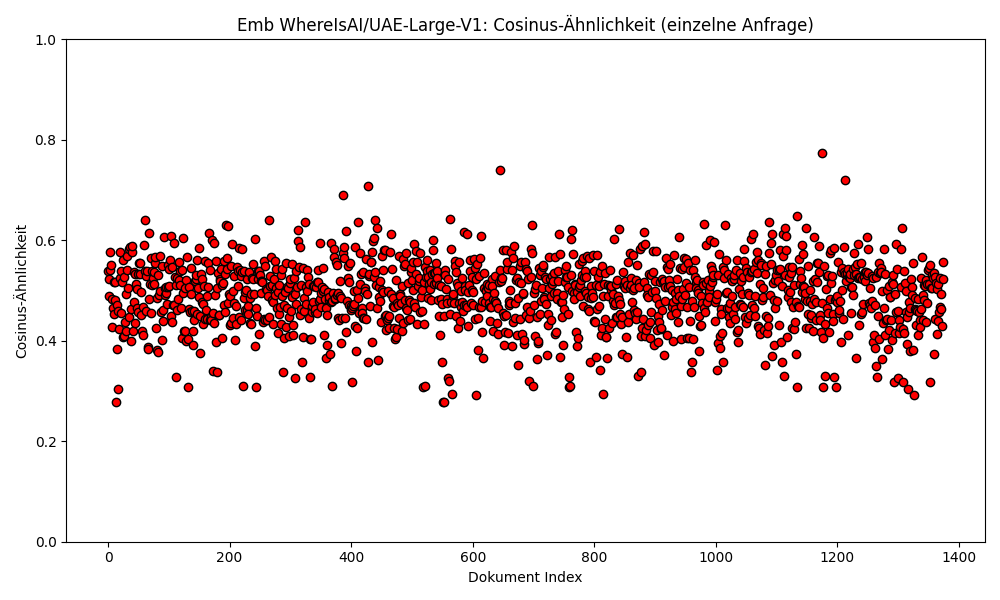 Emb WhereIsAI/UAE-Large-V1: Cosinus-Ähnlichkeit (einzelne Anfrage)
1.0
0.8
0.6
0.4
0.2
0.0
Cosinus-Ähnlichkeit
0 200 400 600 800 1000 1200 1400
Dokument Index